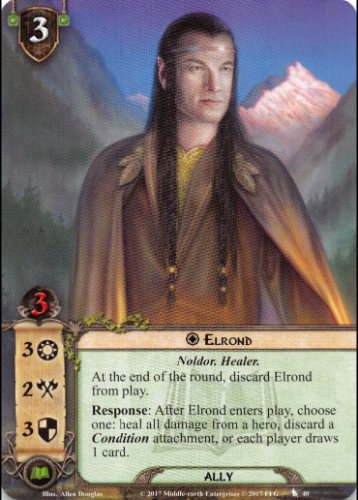 3
3
3
2
3
ELROND
Noldor. Healer.
At the end of the round, discard Elrond
from play.
Response: After Elrond enters play, choose
one: heal all damage from a hero, discard a
Condition attachment, or each player draws
1 card.
ALLY
Illus. Allen Douglas © 2017 Middle-earth Enterprises © 2017 FFG 40